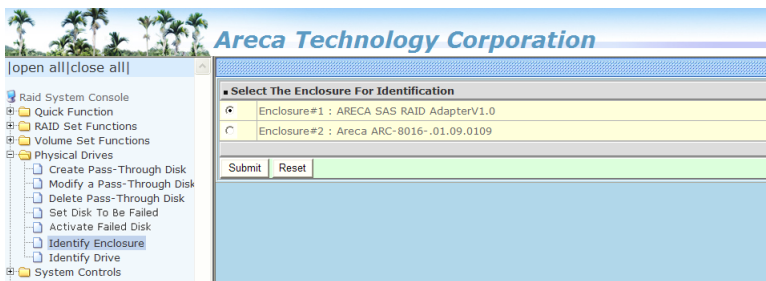 Areca Technology Corporation
|open all|close all|
Raid System Console
Quick Function
RAID Set Functions
Volume Set Functions
Physical Drives
Create Pass-Through Disk
Modify a Pass-Through Disk
Delete Pass-Through Disk
Set Disk To Be Failed
Activate Failed Disk
Identify Enclosure
Identify Drive
System Controls
Select The Enclosure For Identification
Enclosure#1 : ARECA SAS RAID AdapterV1.0
Enclosure#2 : Areca ARC-8016-.01.09.0109
Submit Reset